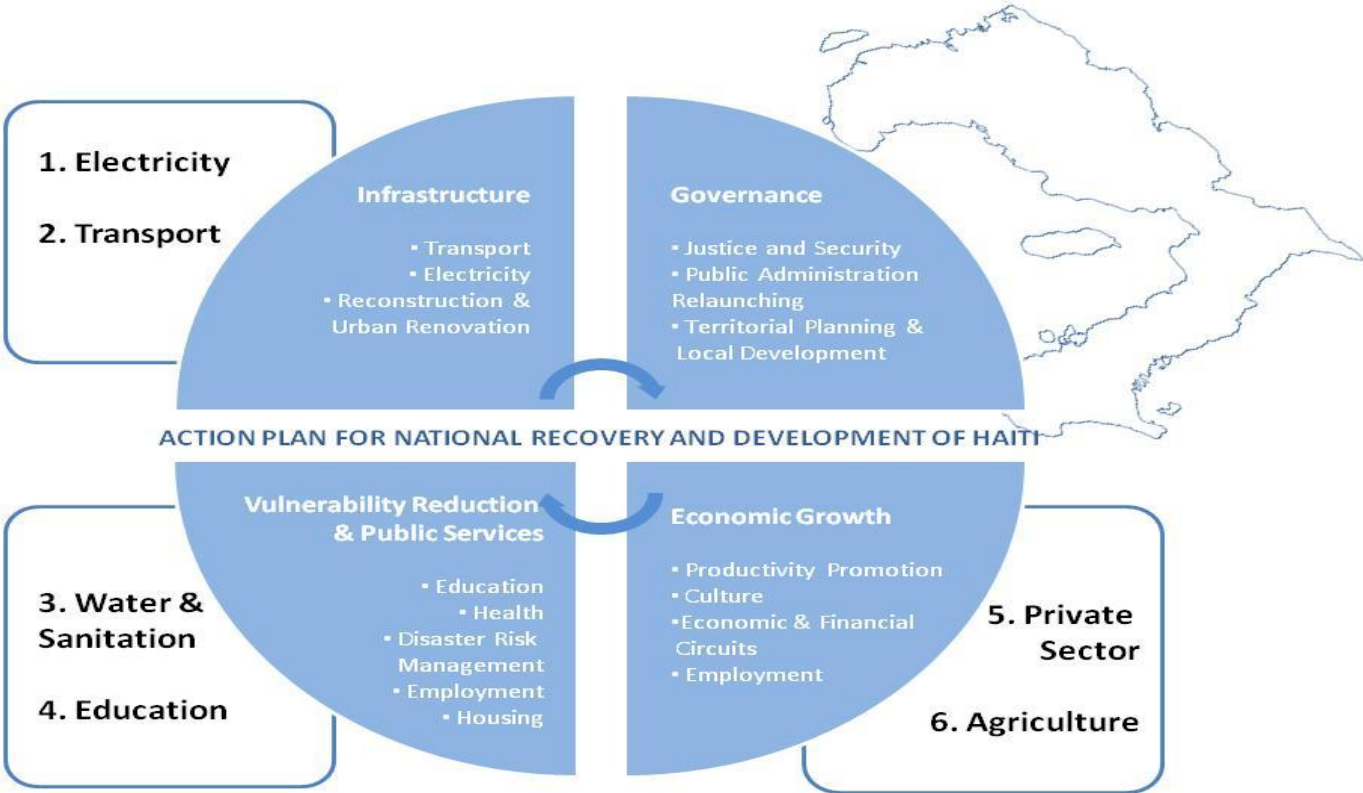 1. Electricity
2. Transport
Infrastructure
▪ Transport
▪ Electricity
▪ Reconstruction &
Urban Renovation
Governance
▪ Justice and Security
▪ Public Administration
Relaunching
▪ Territorial Planning &
Local Development
ACTION PLAN FOR NATIONAL RECOVERY AND DEVELOPMENT OF HAITI
Vulnerability Reduction
& Public Services
▪ Education
▪ Health
▪ Disaster Risk
Management
▪ Employment
▪ Housing
3. Water &
Sanitation
4. Education
Economic Growth
▪ Productivity Promotion
▪ Culture
▪Economic & Financial
Circuits
▪ Employment
5. Private
Sector
6. Agriculture